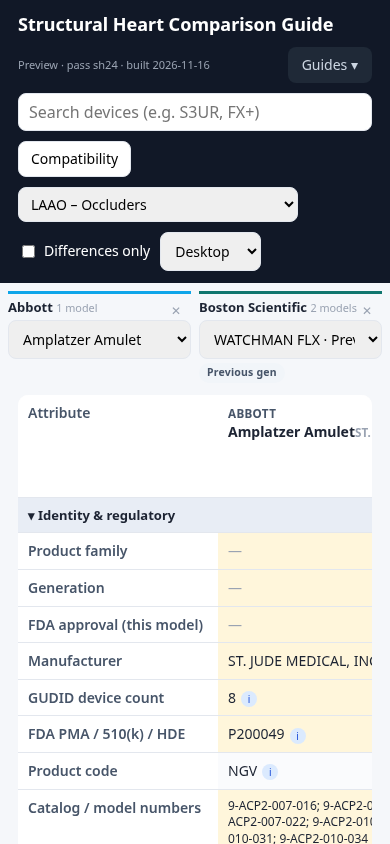 Structural Heart Comparison Guide
Preview · pass sh24 · built 2026-11-16
Guides ▾
Search devices (e.g. S3UR, FX+)
Compatibility
LAAO – Occluders
Differences only
Desktop
Abbott 1 model ×
Boston Scientific 2 models ×
Amplatzer Amulet
WATCHMAN FLX · Prev
Previous gen
Attribute
ABBOTT
Amplatzer Amulet ST.
▾ Identity & regulatory
Product family —
Generation —
FDA approval (this model) —
Manufacturer ST. JUDE MEDICAL, INC
GUDID device count 8 i
FDA PMA / 510(k) / HDE P200049 i
Product code NGV i
Catalog / model numbers 9-ACP2-007-016; 9-ACP2-0
ACP2-007-022; 9-ACP2-010
010-031; 9-ACP2-010-034